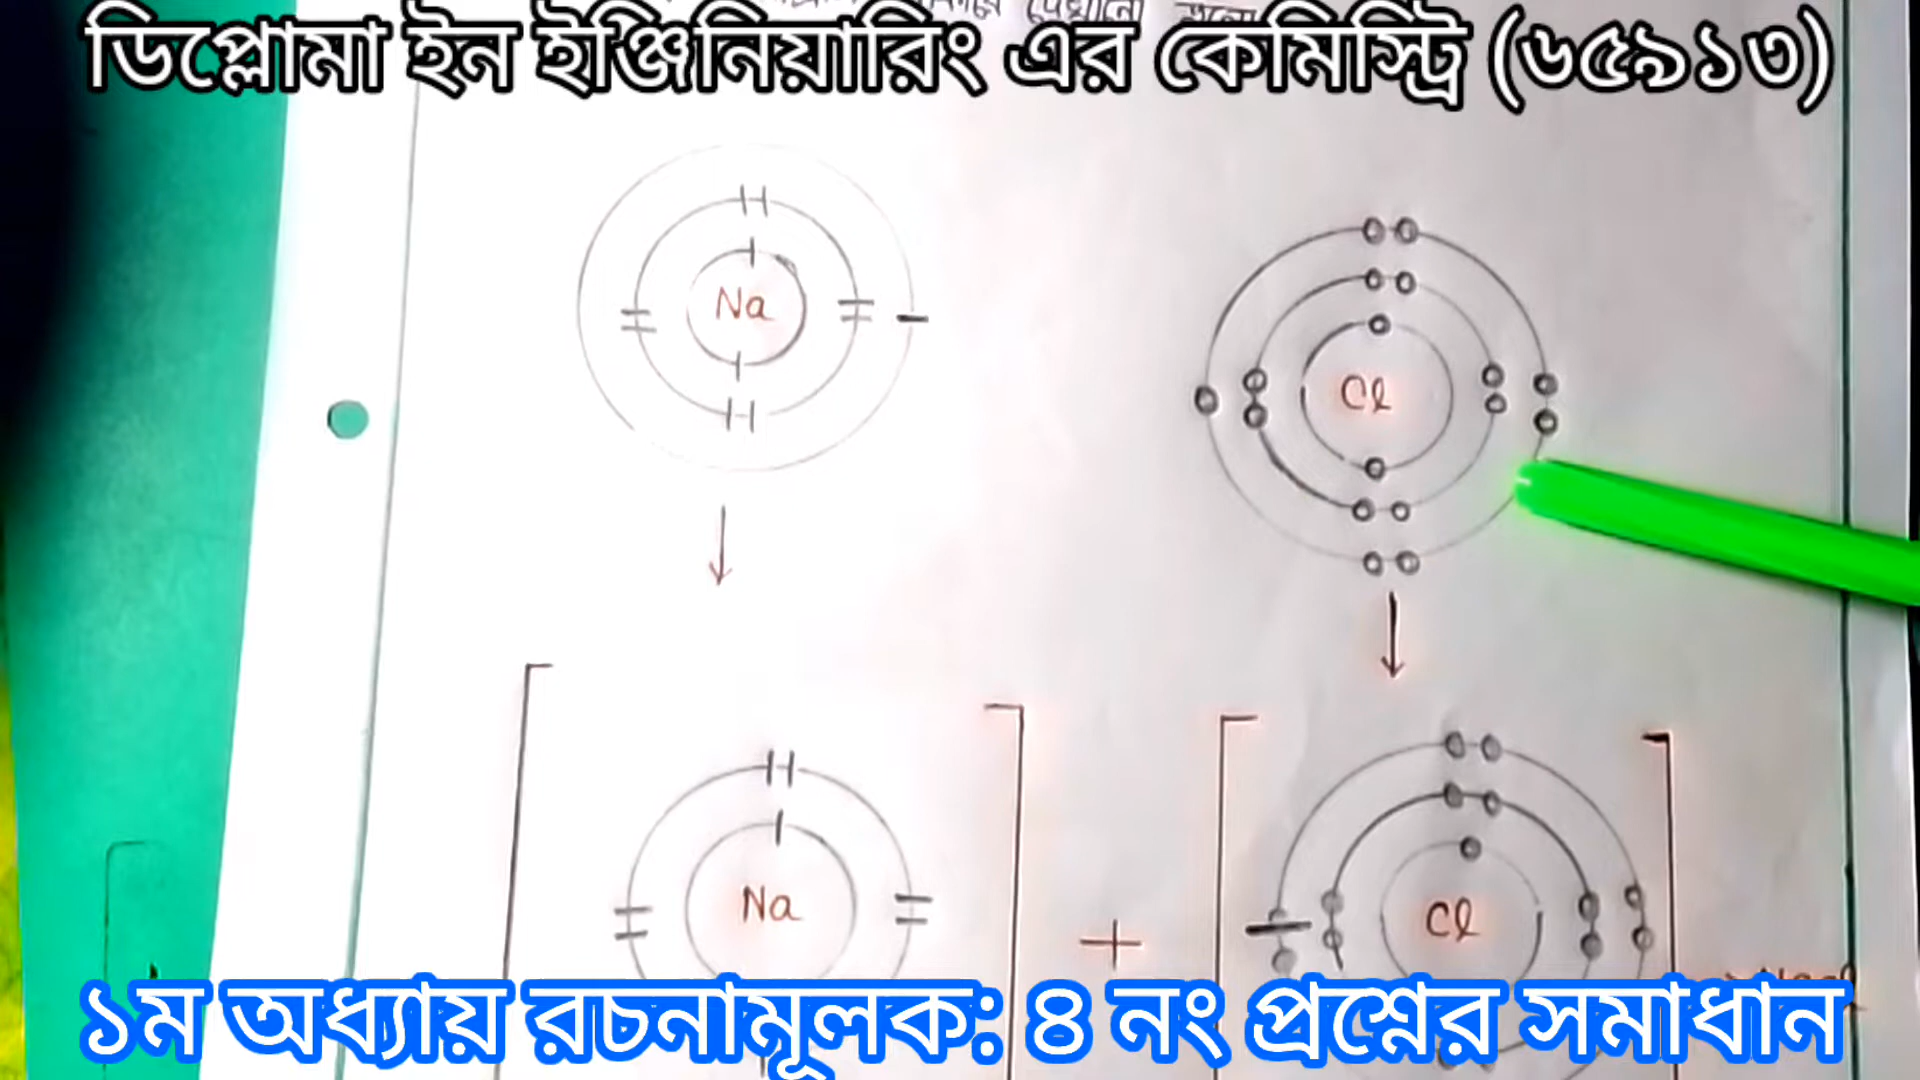 দেখানো
ডিপ্লোমা ইন ইঞ্জিনিয়ারিং এর কেমিস্ট্রি (৬৫৯১৩)
Na
Cl
Na
+
Cl
১ম অধ্যায় রচনামূলক: ৪ নং প্রশ্নের সমাধান